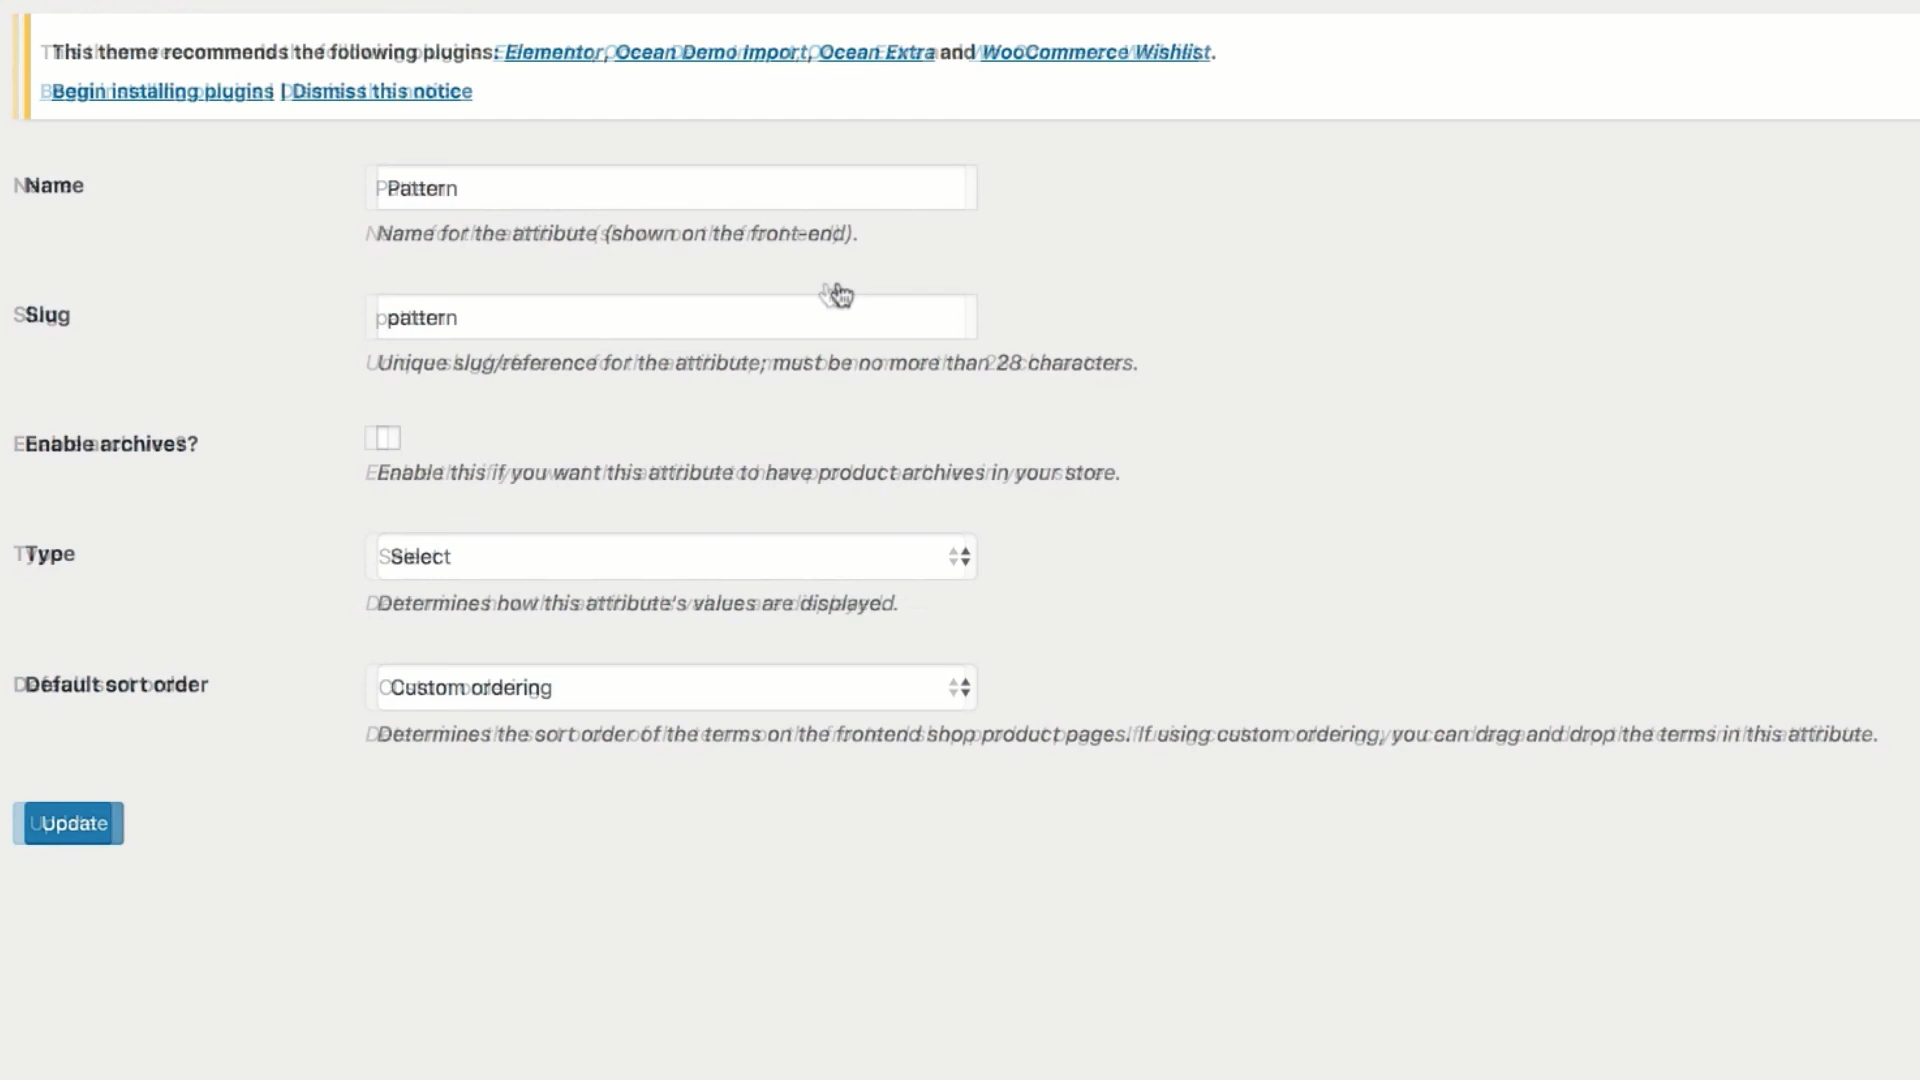 This theme recommends the following plugins: Elementor, Ocean Demo Import, Ocean Extra and WooCommerce Wishlist.
Begin installing plugins | Dismiss this notice
Name
Pattern
Name for the attribute (shown on the front-end).
Slug
pattern
Unique slug/reference for the attribute; must be no more than 28 characters.
Enable archives?
Enable this if you want this attribute to have product archives in your store.
Type
Select
Determines how this attribute's values are displayed.
Default sort order
Custom ordering
Determines the sort order of the terms on the frontend shop product pages. If using custom ordering, you can drag and drop the terms in this attribute.
Update